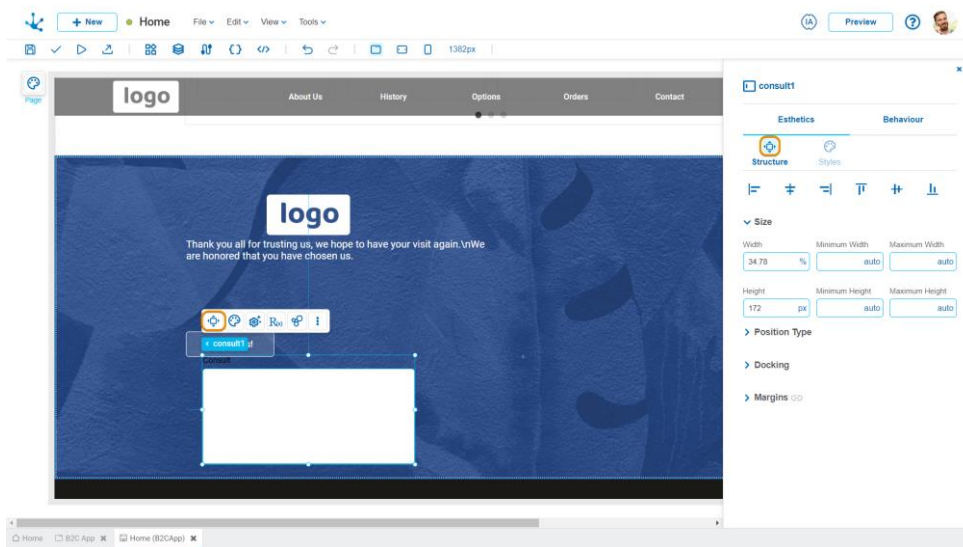 + New
Home
File
Edit
View
Tools
IA
Preview
?
1382px
Page
logo
About Us
History
Options
Orders
Contact
logo
Thank you all for trusting us, we hope to have your visit again.\nWe
are honored that you have chosen us.
R(x)
consult1
Consult
consult1
Esthetics
Behaviour
Structure
Styles
Size
Width
Minimum Width
Maximum Width
34.78 %
auto
auto
Height
Minimum Height
Maximum Height
172 px
auto
auto
Position Type
Docking
Margins
Home
B2C App
Home (B2CApp)